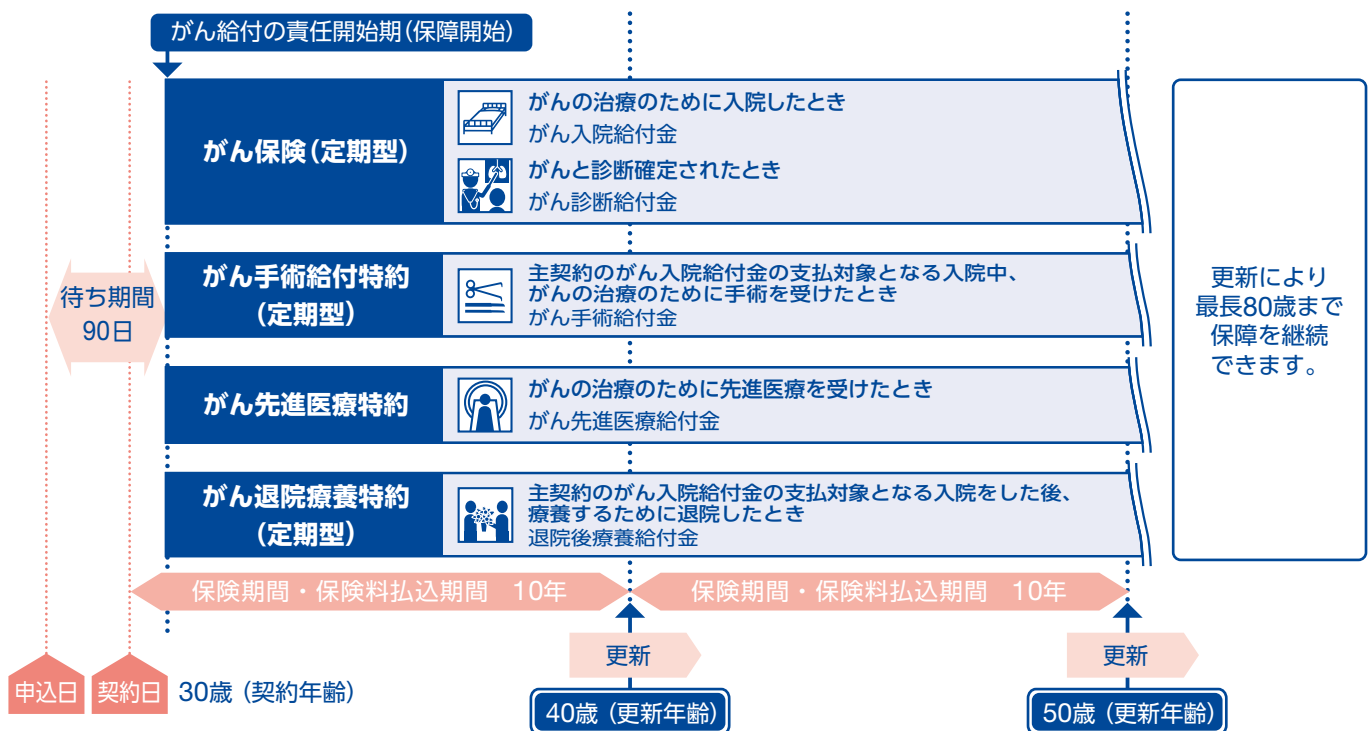 がん給付の責任開始期(保障開始)
がん保険(定期型)
がんの治療のために入院したとき
がん入院給付金
がんと診断確定されたとき
がん診断給付金
待ち期間
90日
がん手術給付特約
(定期型)
主契約のがん入院給付金の支払対象となる入院中、
がんの治療のために手術を受けたとき
がん手術給付金
がん先進医療特約
がんの治療のために先進医療を受けたとき
がん先進医療給付金
がん退院療養特約
(定期型)
主契約のがん入院給付金の支払対象となる入院をした後、
療養するために退院したとき
退院後療養給付金
更新により
最長80歳まで
保障を継続
できます。
保険期間・保険料払込期間 10年
保険期間・保険料払込期間 10年
更新
更新
申込日
契約日
30歳(契約年齢)
40歳(更新年齢)
50歳(更新年齢)